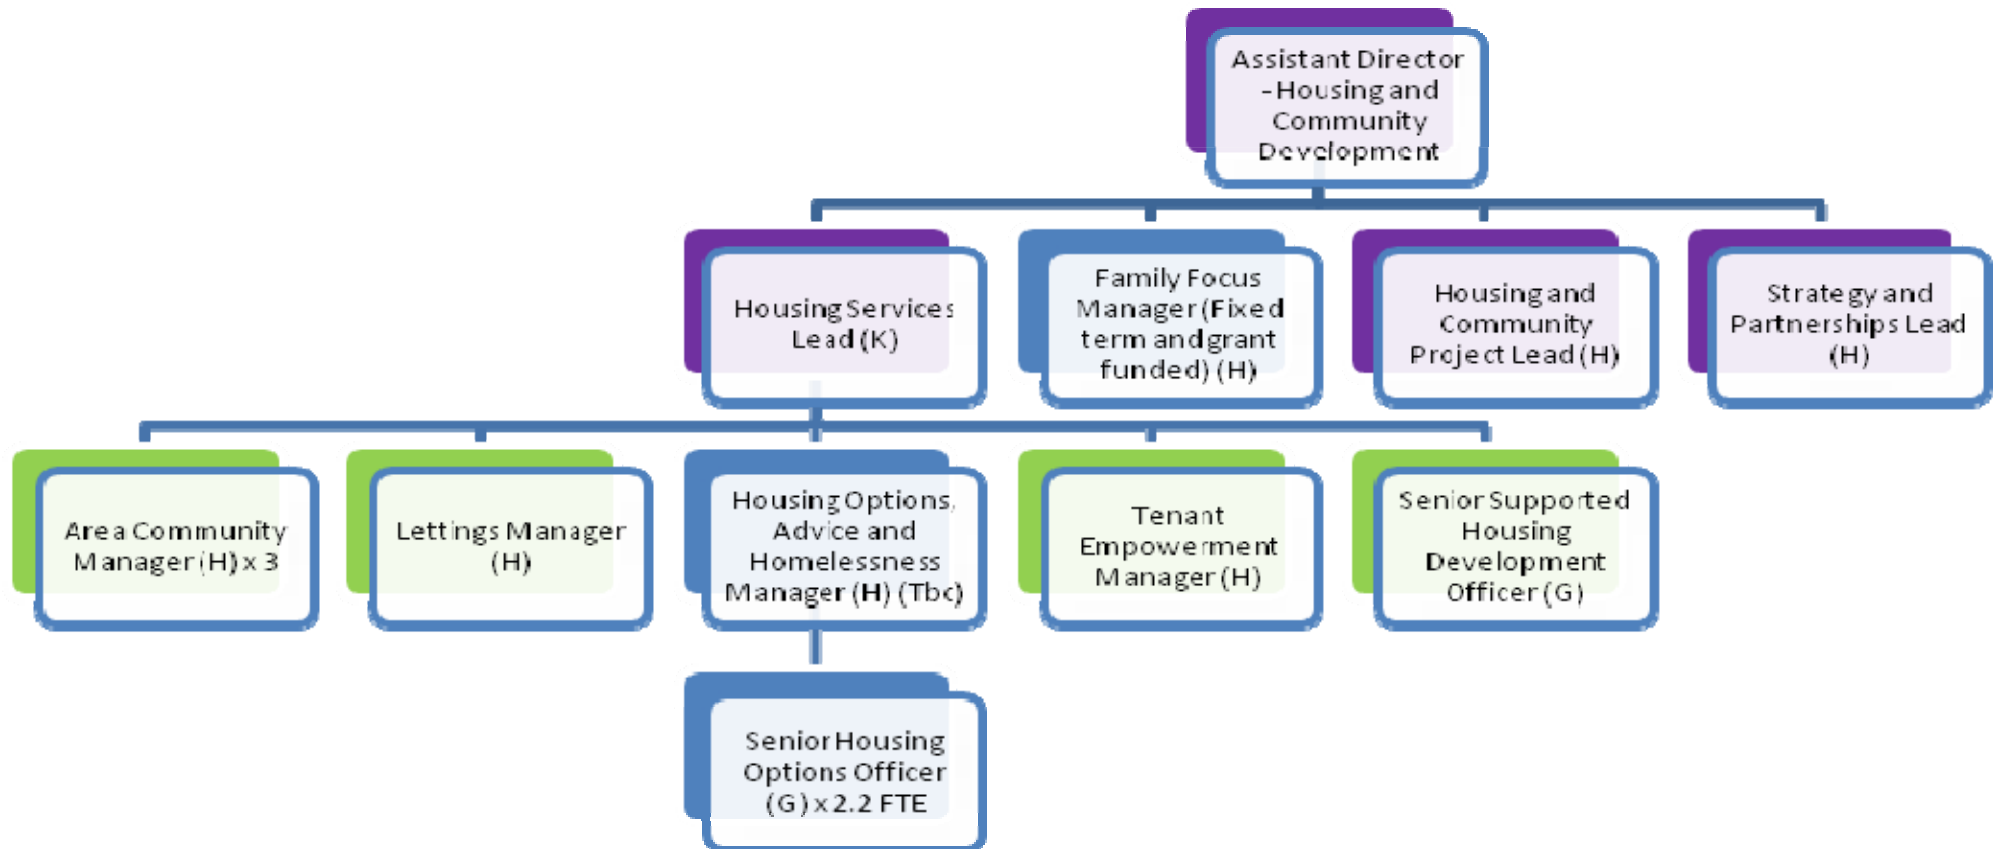 Assistant Director
- Housing and
Community
Development
Housing Services
Lead (K)
Family Focus
Manager (Fixed
term and grant
funded) (H)
Housing and
Community
Project Lead (H)
Strategy and
Partnerships Lead
(H)
Area Community
Manager (H) x 3
Lettings Manager
(H)
Housing Options,
Advice and
Homelessness
Manager (H) (Tbc)
Tenant
Empowerment
Manager (H)
Senior Supported
Housing
Development
Officer (G)
Senior Housing
Options Officer
(G) x 2.2 FTE